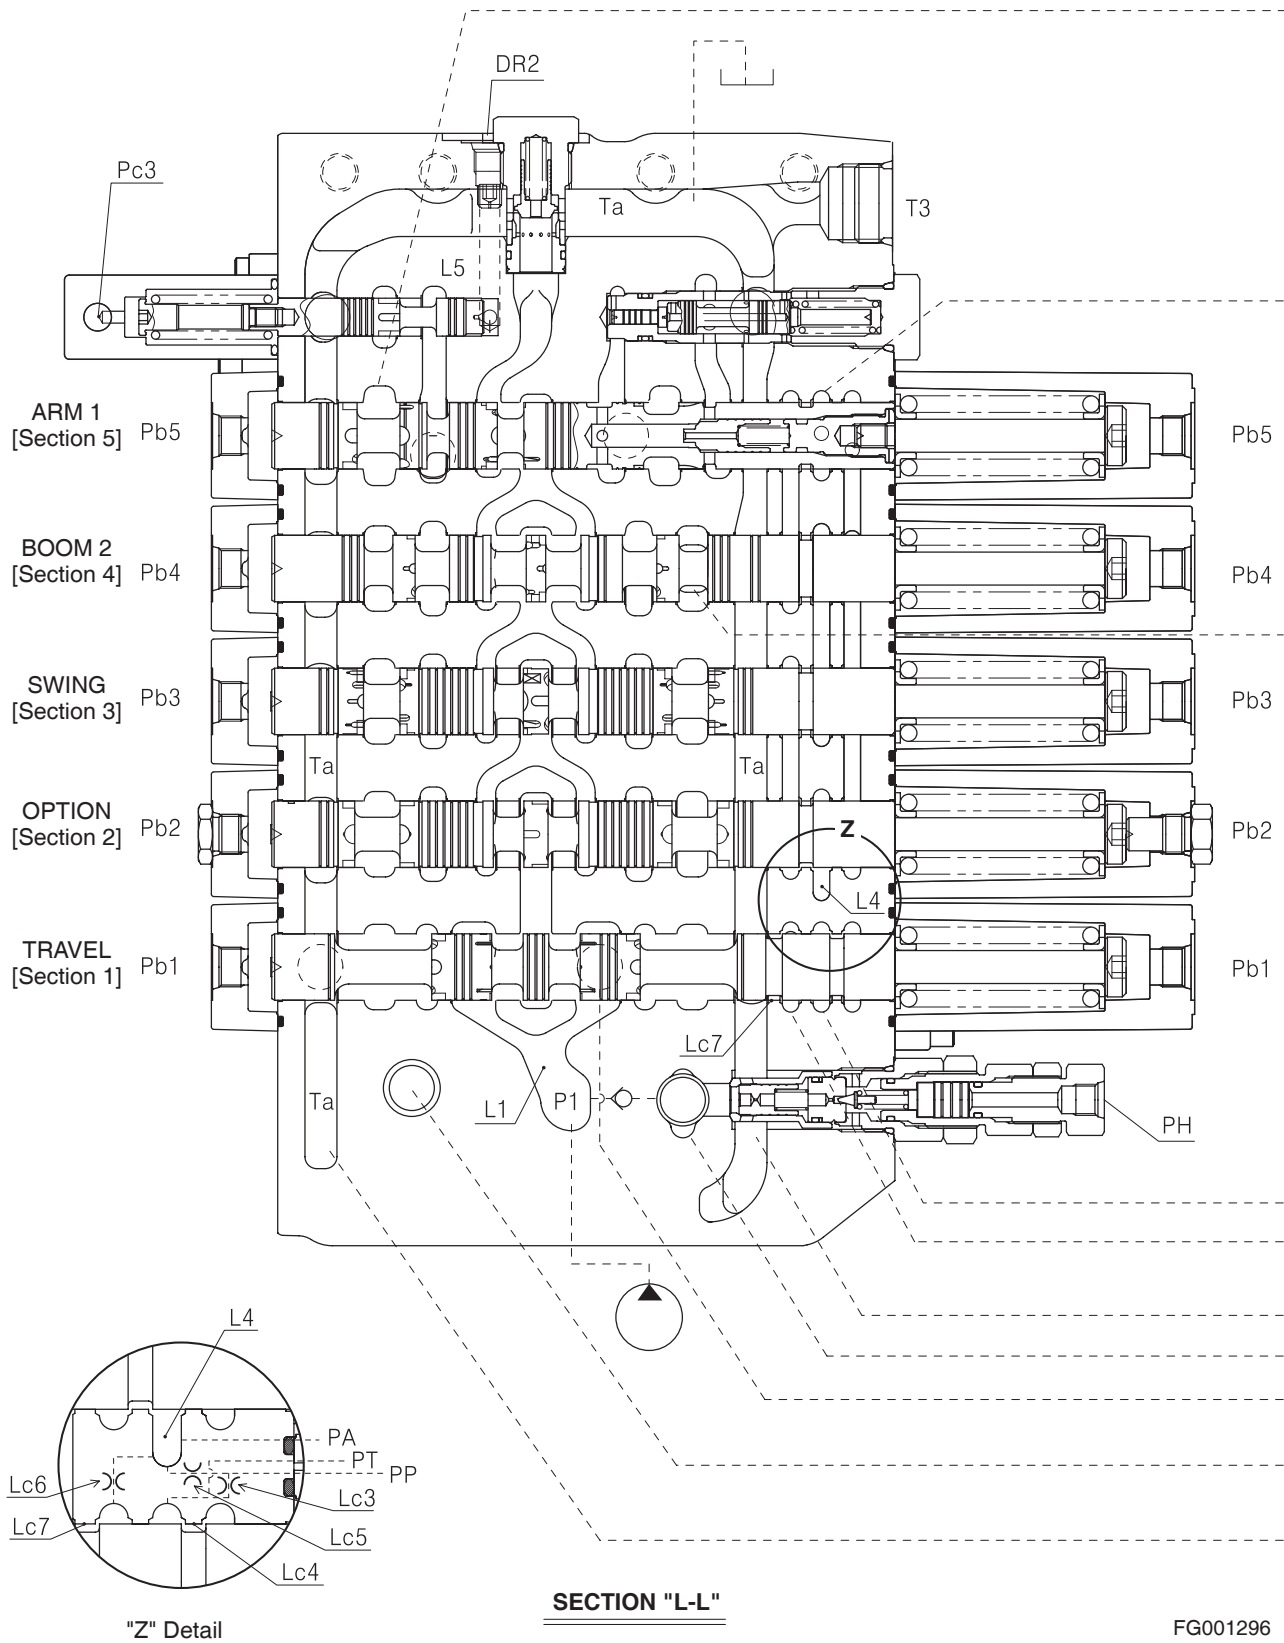 DR2
Pc3
Ta
T3
L5
ARM 1
[Section 5]
Pb5
Pb5
BOOM 2
[Section 4]
Pb4
Pb4
SWING
[Section 3]
Pb3
Pb3
Ta
Ta
OPTION
[Section 2]
Pb2
Pb2
Z
L4
TRAVEL
[Section 1]
Pb1
Pb1
Lc7
Ta
L1
P1
PH
L4
PA
PT
PP
Lc6
Lc3
Lc7
Lc5
Lc4
"Z" Detail
SECTION "L-L"
FG001296